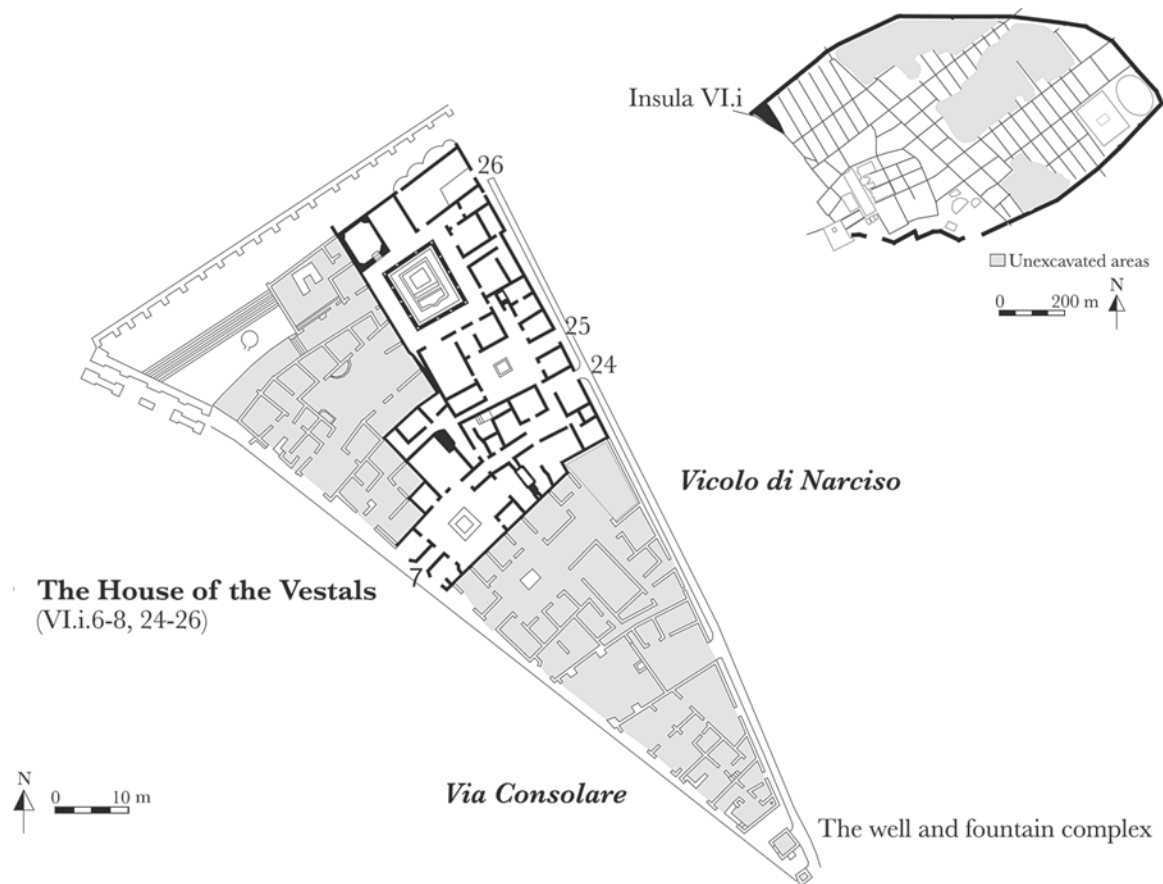 Insula VI.i
Unexcavated areas
0 200 m
N
26
25
24
Vicolo di Narciso
7
The House of the Vestals
(VI.i.6-8, 24-26)
N
0 10 m
Via Consolare
The well and fountain complex